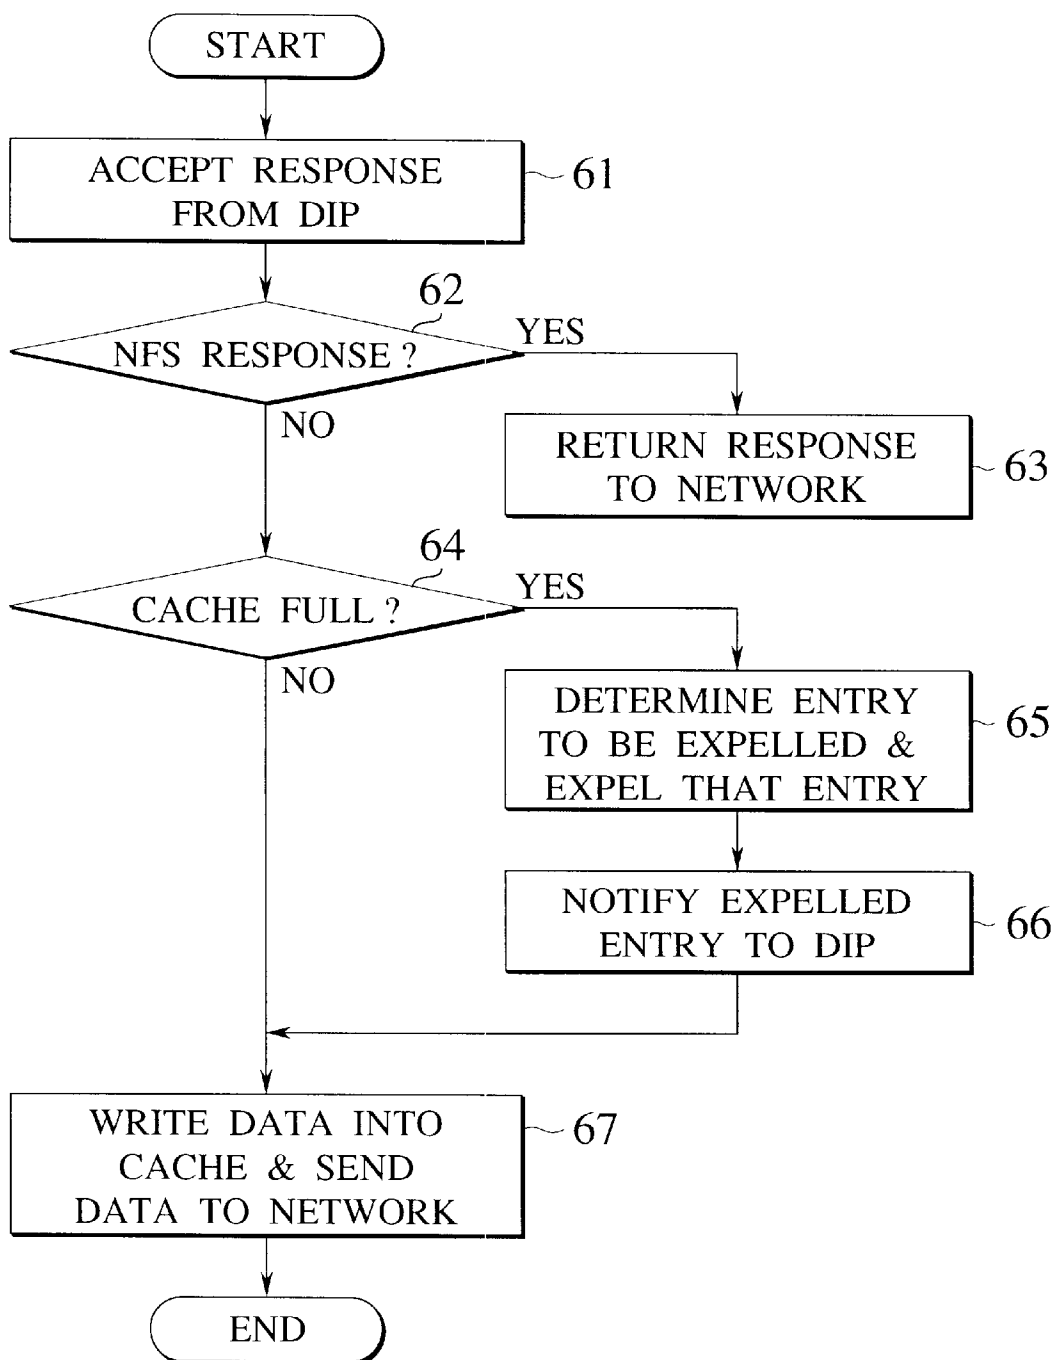 START
ACCEPT RESPONSE
FROM DIP
61
62
NFS RESPONSE ?
YES
NO
RETURN RESPONSE
TO NETWORK
63
64
CACHE FULL ?
YES
NO
DETERMINE ENTRY
TO BE EXPELLED &
EXPEL THAT ENTRY
65
NOTIFY EXPELLED
ENTRY TO DIP
66
WRITE DATA INTO
CACHE & SEND
DATA TO NETWORK
67
END